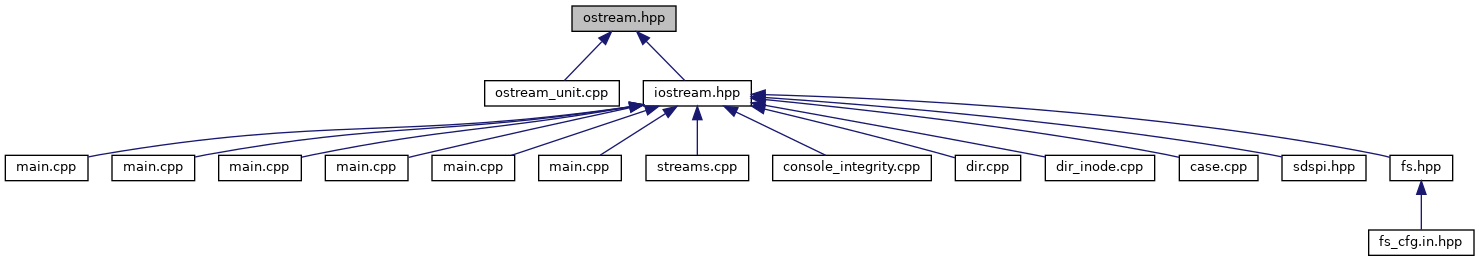 ostream.hpp
ostream_unit.cpp
iostream.hpp
main.cpp
main.cpp
main.cpp
main.cpp
main.cpp
main.cpp
streams.cpp
console_integrity.cpp
dir.cpp
dir_inode.cpp
case.cpp
sdspi.hpp
fs.hpp
fs_cfg.in.hpp